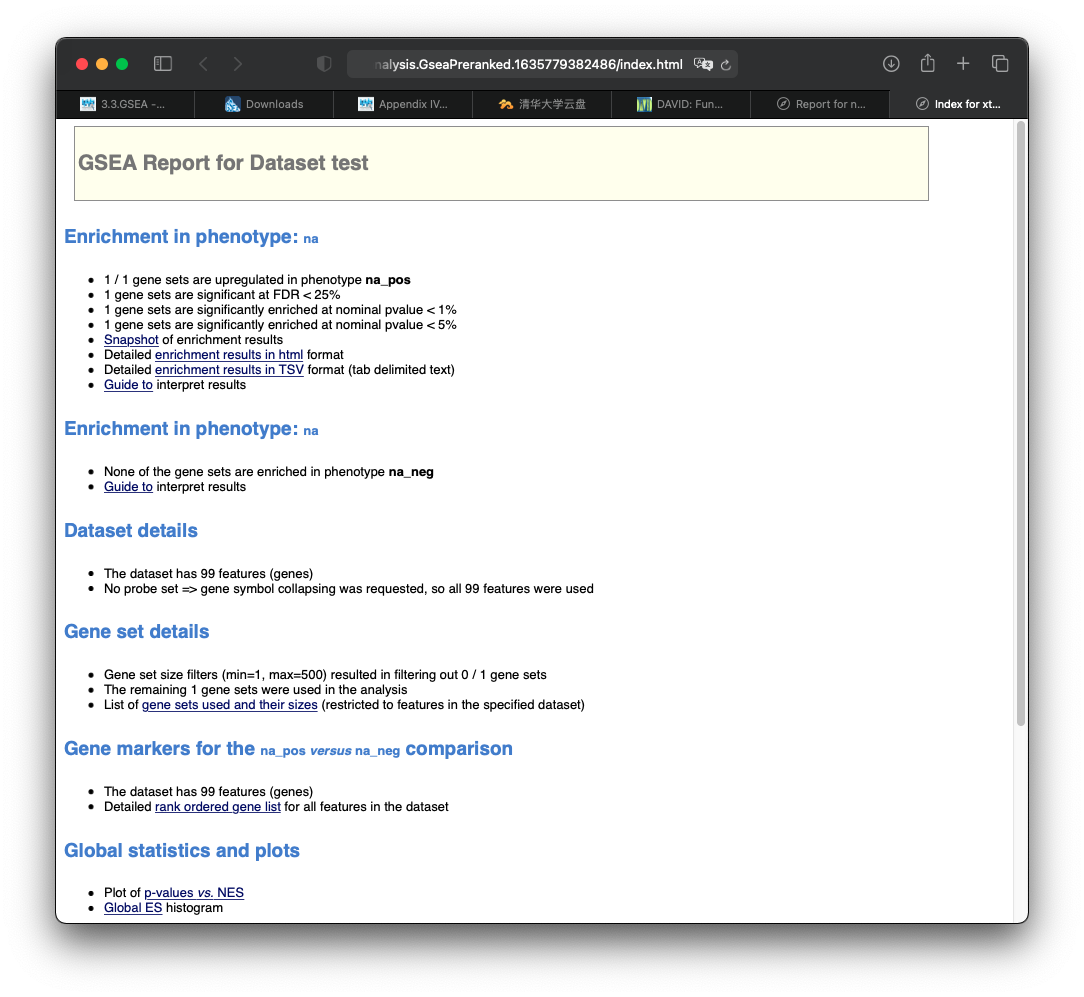 nalysis.GseaPreranked.1635779382486/index.html
3.3.GSEA -...
Downloads
Appendix IV...
清华大学云盘
DAVID: Fun...
Report for n...
Index for xt...
GSEA Report for Dataset test
Enrichment in phenotype: na
1 / 1 gene sets are upregulated in phenotype na_pos
1 gene sets are significant at FDR < 25%
1 gene sets are significantly enriched at nominal pvalue < 1%
1 gene sets are significantly enriched at nominal pvalue < 5%
Snapshot of enrichment results
Detailed enrichment results in html format
Detailed enrichment results in TSV format (tab delimited text)
Guide to interpret results
Enrichment in phenotype: na
None of the gene sets are enriched in phenotype na_neg
Guide to interpret results
Dataset details
The dataset has 99 features (genes)
No probe set => gene symbol collapsing was requested, so all 99 features were used
Gene set details
Gene set size filters (min=1, max=500) resulted in filtering out 0 / 1 gene sets
The remaining 1 gene sets were used in the analysis
List of gene sets used and their sizes (restricted to features in the specified dataset)
Gene markers for the na_pos versus na_neg comparison
The dataset has 99 features (genes)
Detailed rank ordered gene list for all features in the dataset
Global statistics and plots
Plot of p-values vs. NES
Global ES histogram